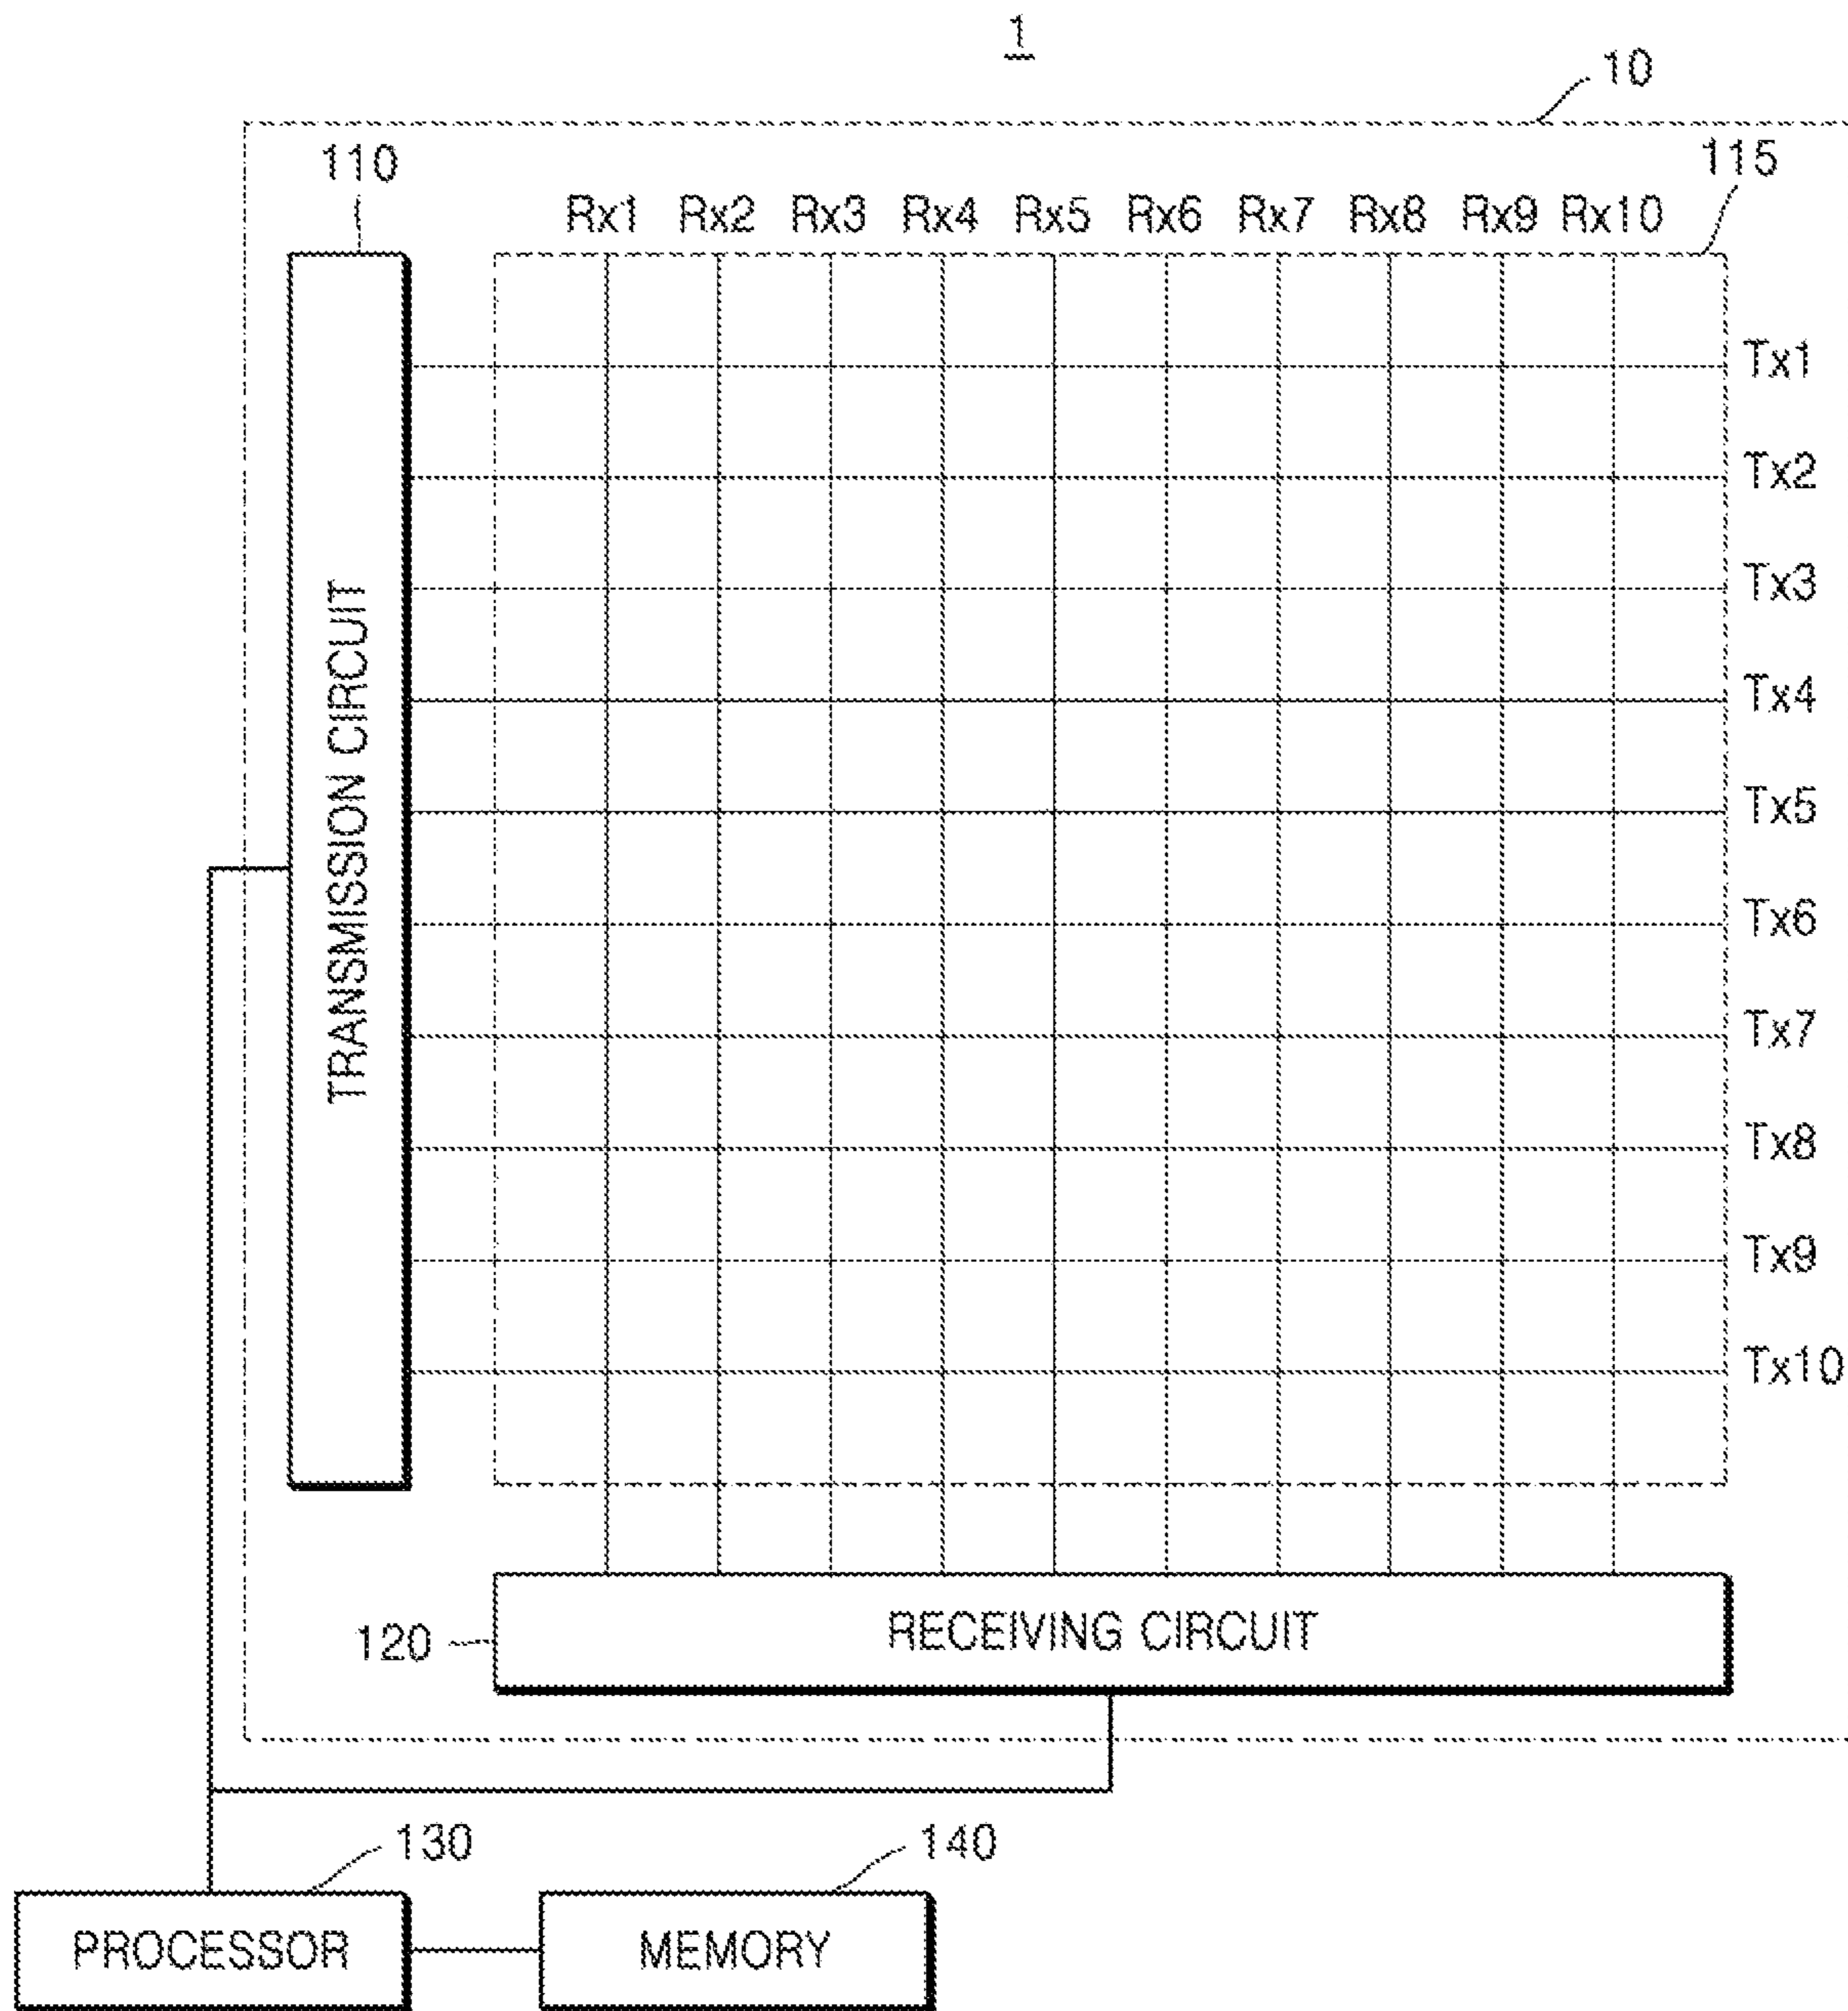 1
10
110
115
Rx1 Rx2 Rx3 Rx4 Rx5 Rx6 Rx7 Rx8 Rx9 Rx10
Tx1
Tx2
Tx3
Tx4
Tx5
Tx6
Tx7
Tx8
Tx9
Tx10
TRANSMISSION CIRCUIT
120
RECEIVING CIRCUIT
130
140
PROCESSOR
MEMORY